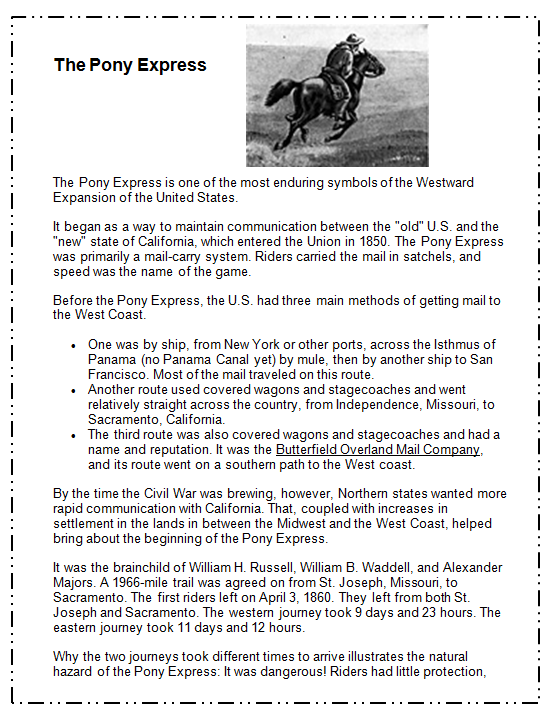 The Pony Express
The Pony Express is one of the most enduring symbols of the Westward
Expansion of the United States.
It began as a way to maintain communication between the "old" U.S. and the
"new" state of California, which entered the Union in 1850. The Pony Express
was primarily a mail-carry system. Riders carried the mail in satchels, and
speed was the name of the game.
Before the Pony Express, the U.S. had three main methods of getting mail to
the West Coast.
• One was by ship, from New York or other ports, across the Isthmus of
Panama (no Panama Canal yet) by mule, then by another ship to San
Francisco. Most of the mail traveled on this route.
• Another route used covered wagons and stagecoaches and went
relatively straight across the country, from Independence, Missouri, to
Sacramento, California.
• The third route was also covered wagons and stagecoaches and had a
name and reputation. It was the Butterfield Overland Mail Company,
and its route went on a southern path to the West coast.
By the time the Civil War was brewing, however, Northern states wanted more
rapid communication with California. That, coupled with increases in
settlement in the lands in between the Midwest and the West Coast, helped
bring about the beginning of the Pony Express.
It was the brainchild of William H. Russell, William B. Waddell, and Alexander
Majors. A 1966-mile trail was agreed on from St. Joseph, Missouri, to
Sacramento. The first riders left on April 3, 1860. They left from both St.
Joseph and Sacramento. The western journey took 9 days and 23 hours. The
eastern journey took 11 days and 12 hours.
Why the two journeys took different times to arrive illustrates the natural
hazard of the Pony Express: It was dangerous! Riders had little protection,